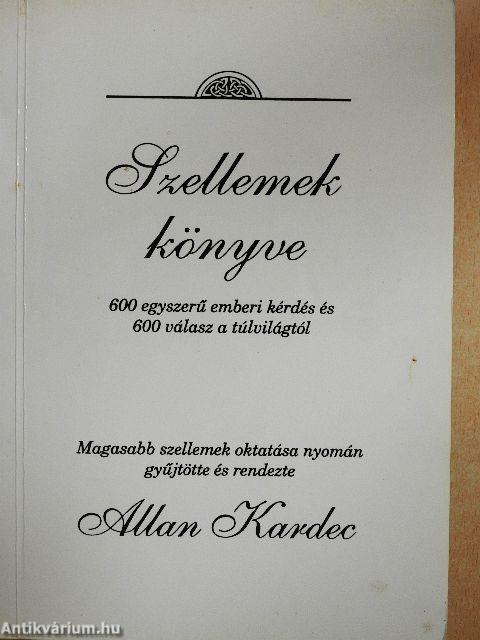 Szellemek
könyve
600 egyszerű emberi kérdés és
600 válasz a túlvilágtól
Magasabb szellemek oktatása nyomán
gyűjtötte és rendezte
Allan Kardec
Antikvárium.hu